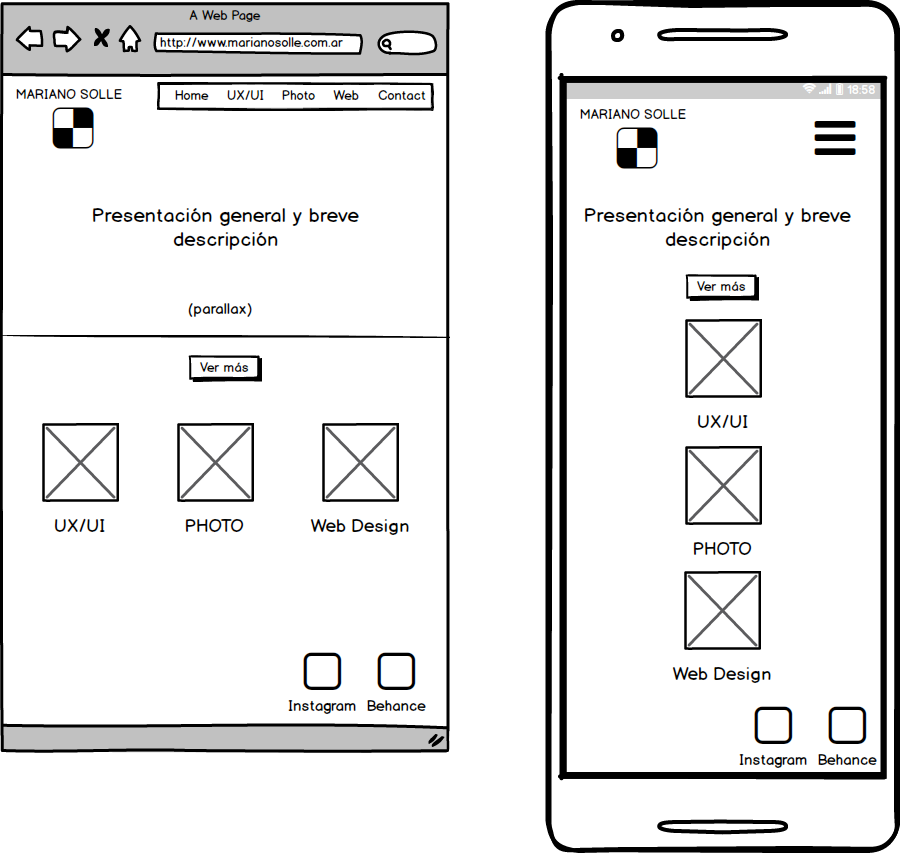 A Web Page
http://www.marianosolle.com.ar
MARIANO SOLLE
Home UX/UI Photo Web Contact
Presentación general y breve
descripción
(parallax)
Ver más
UX/UI PHOTO Web Design
Instagram Behance
18:58
MARIANO SOLLE
Presentación general y breve
descripción
Ver más
UX/UI
PHOTO
Web Design
Instagram Behance